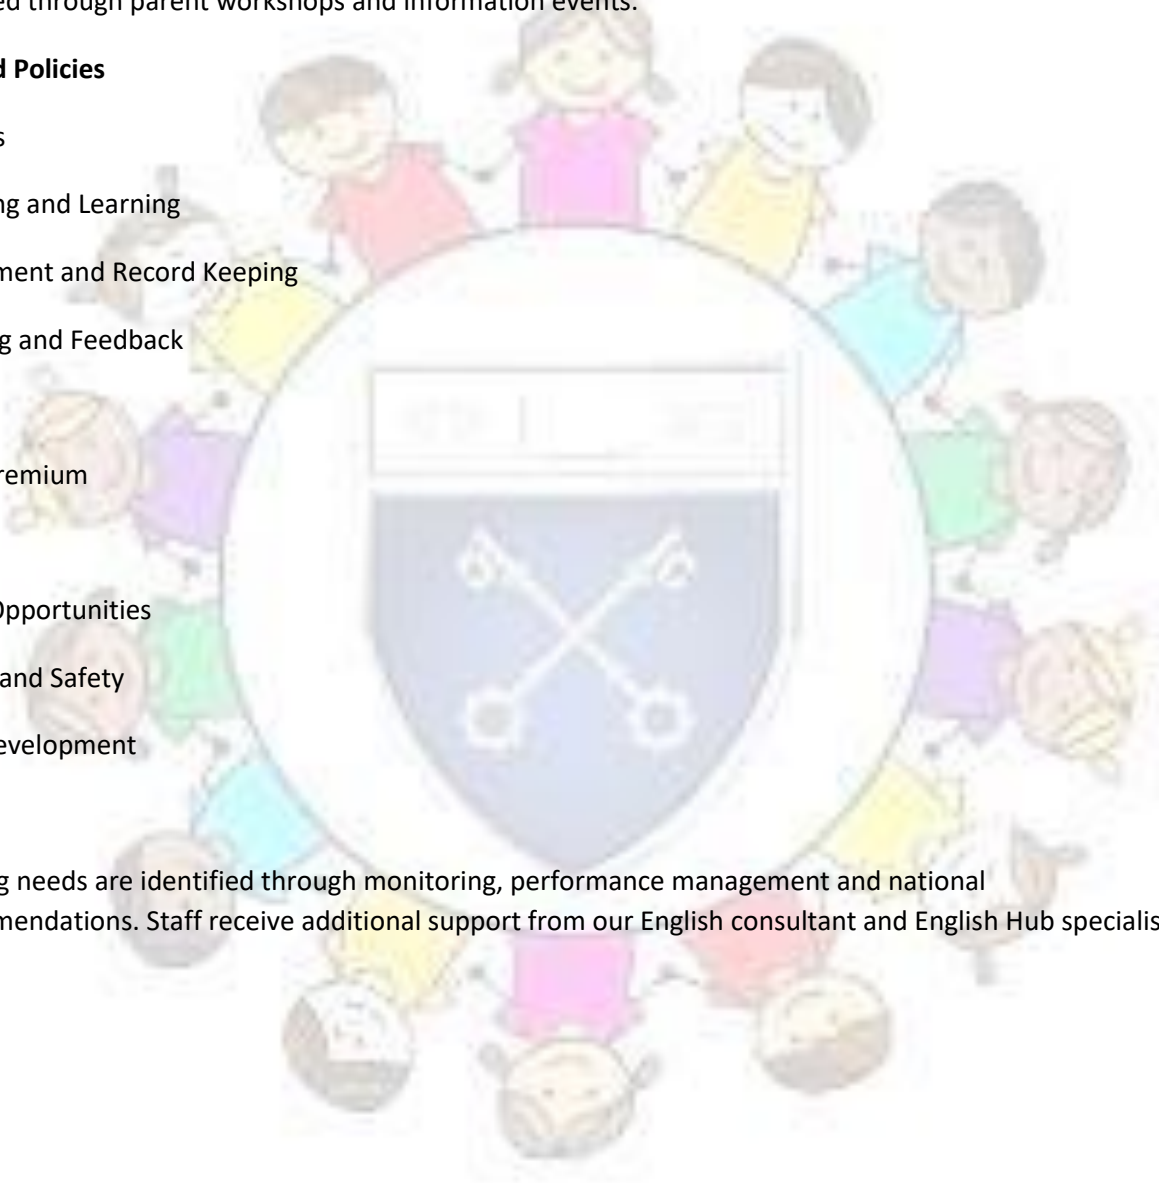 ed through parent workshops and information events.
d Policies
s
ng and Learning
ment and Record Keeping
g and Feedback
remium
Opportunities
and Safety
evelopment
g needs are identified through monitoring, performance management and national
mendations. Staff receive additional support from our English consultant and English Hub specialis